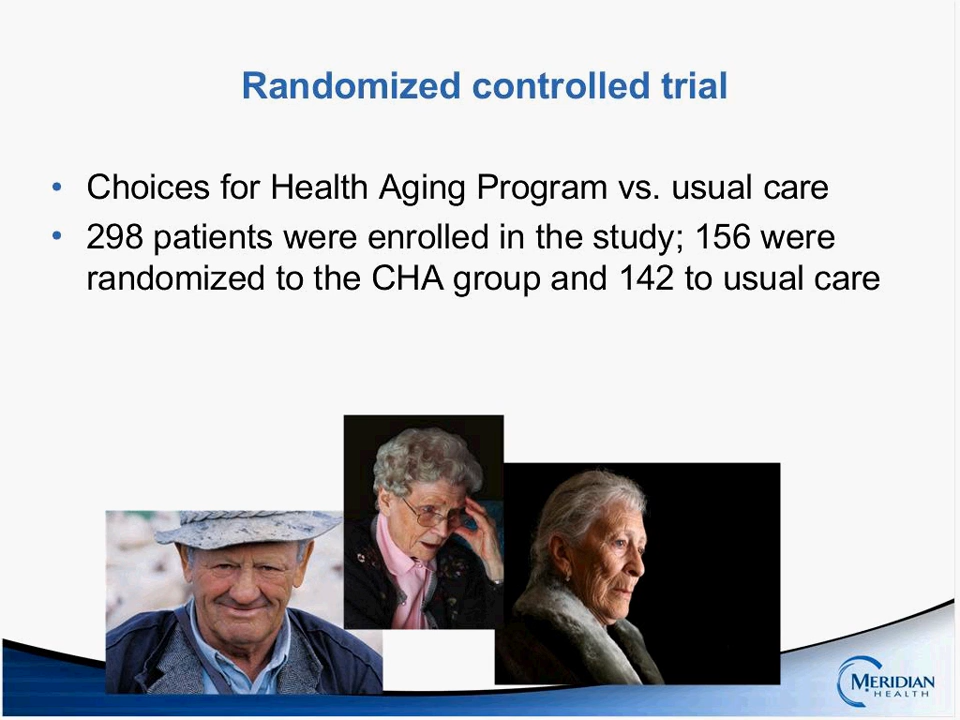 Randomized controlled trial
• Choices for Health Aging Program vs. usual care
• 298 patients were enrolled in the study; 156 were
randomized to the CHA group and 142 to usual care
MERIDIAN
HEALTH